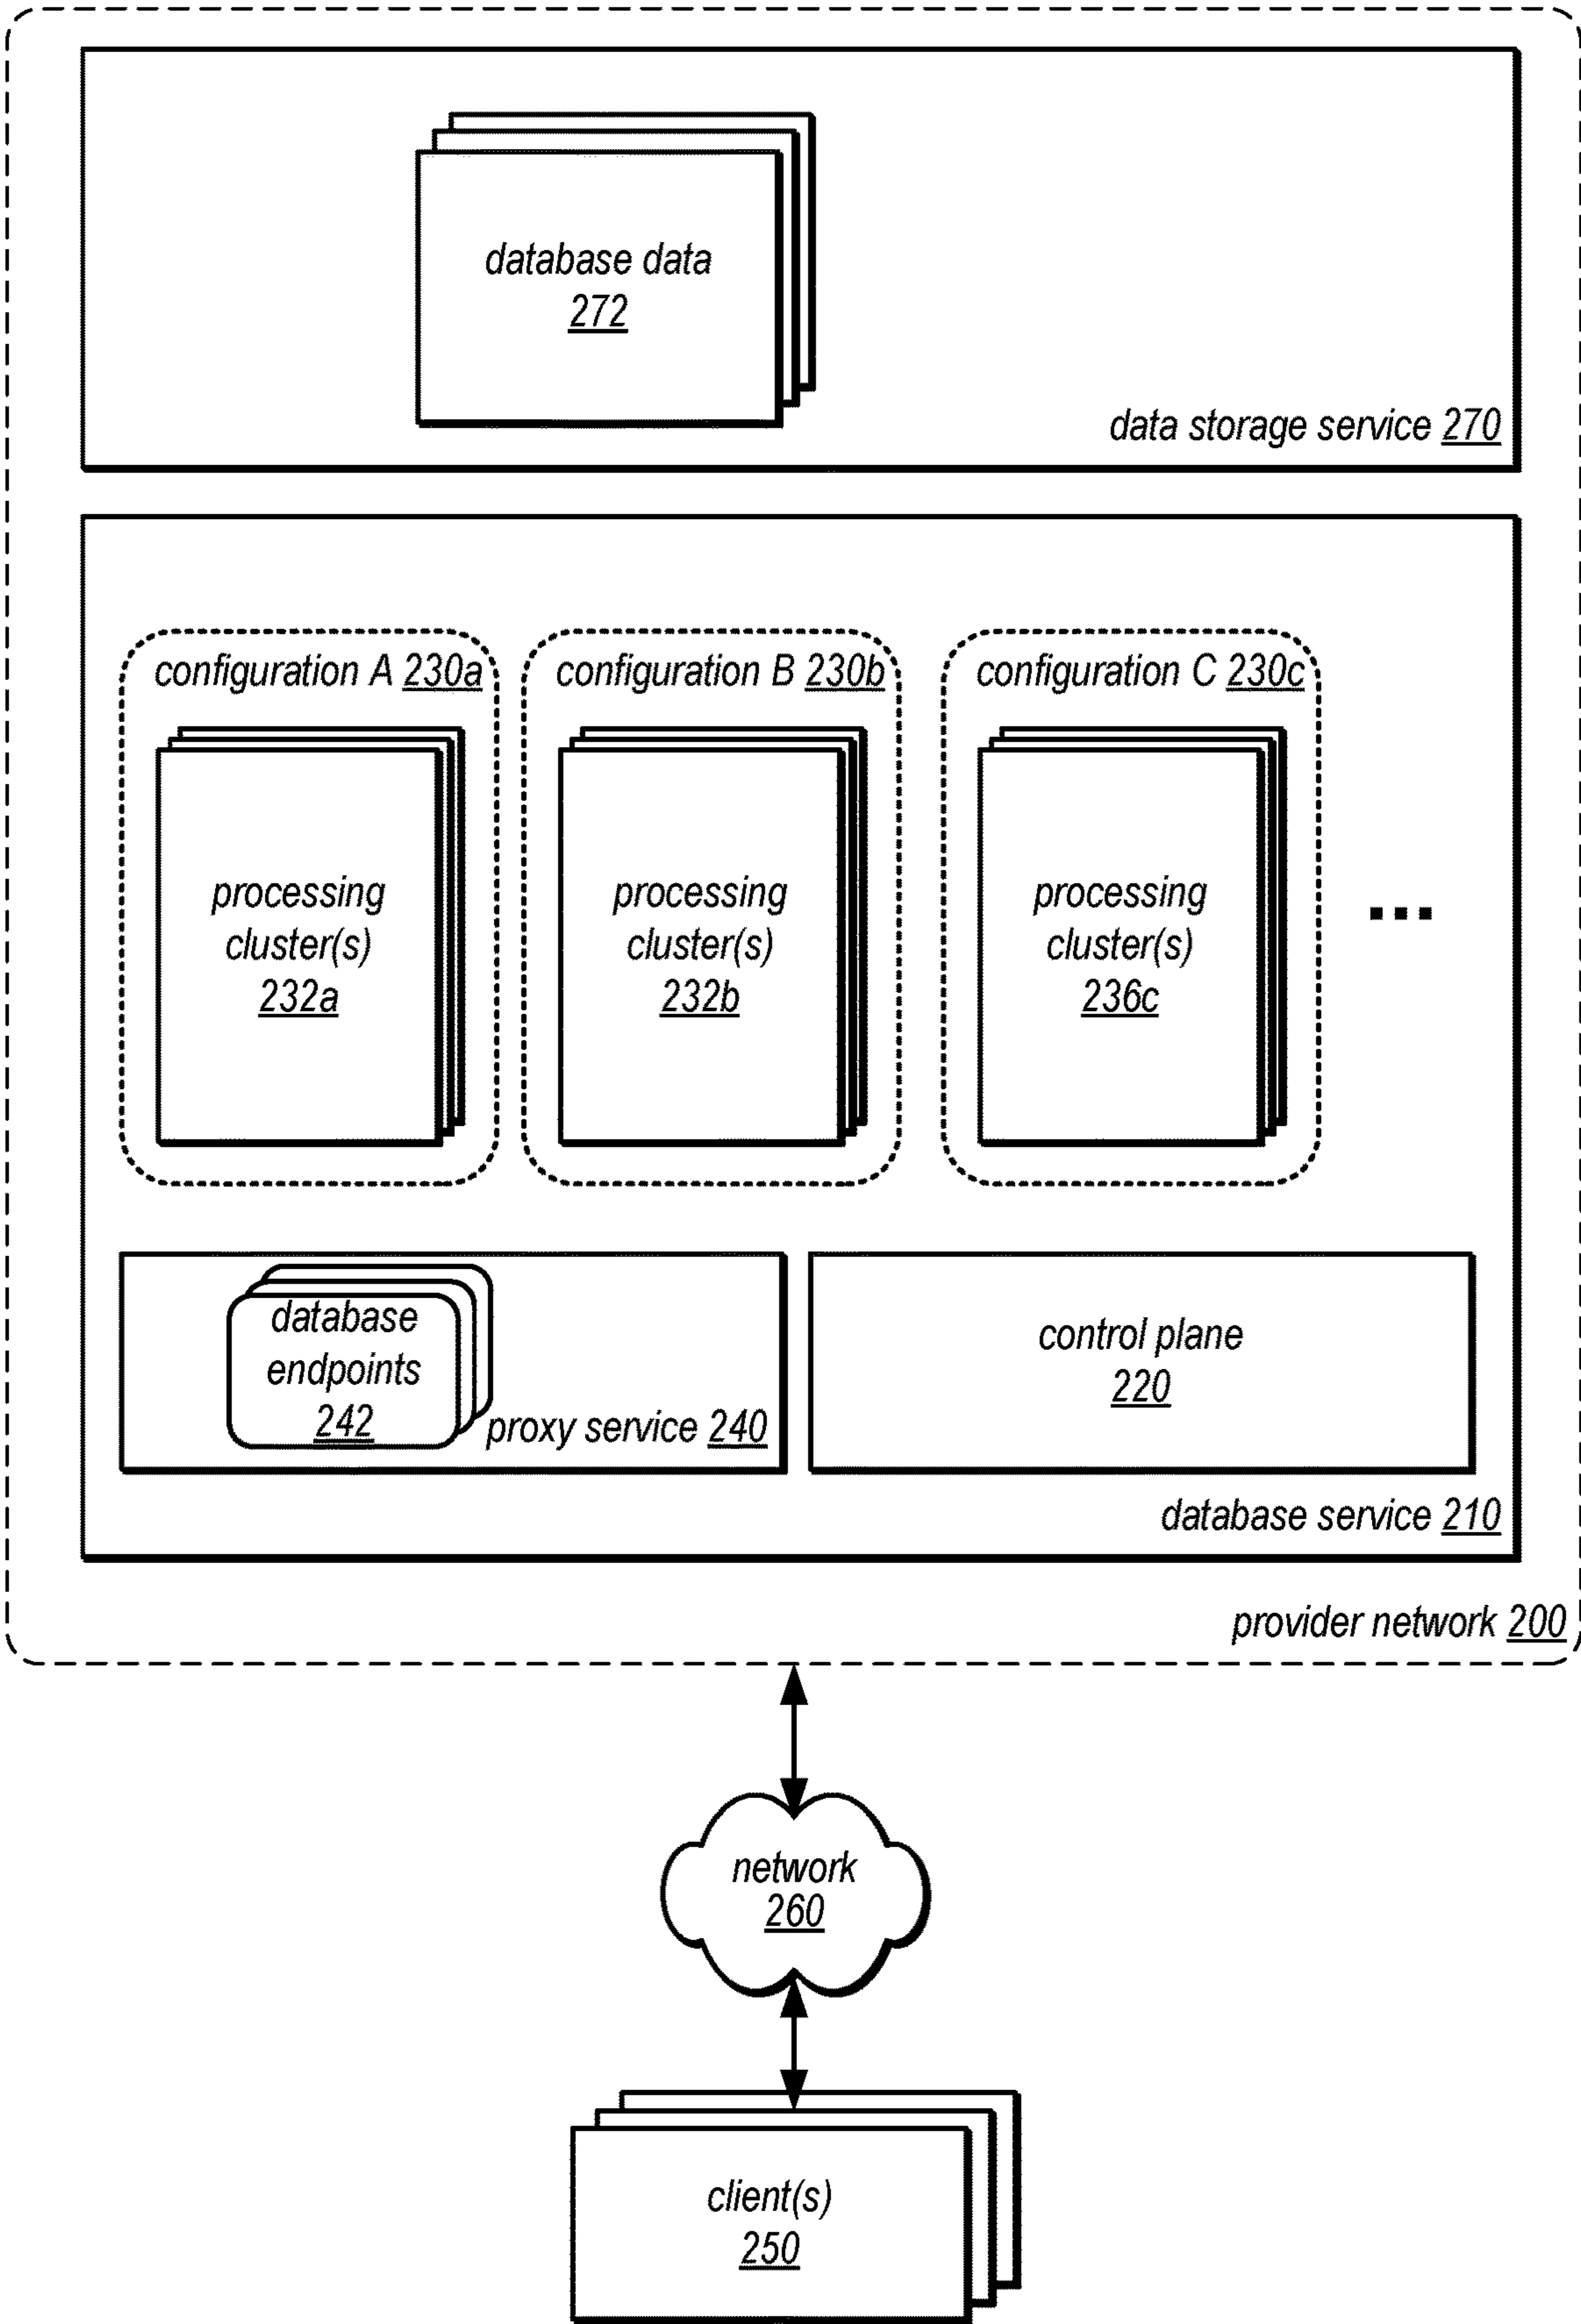 database data
272
data storage service 270
configuration A 230a
configuration B 230b
configuration C 230c
processing
cluster(s)
232a
processing
cluster(s)
232b
processing
cluster(s)
236c
...
database
endpoints
242
proxy service 240
control plane
220
database service 210
provider network 200
network
260
client(s)
250